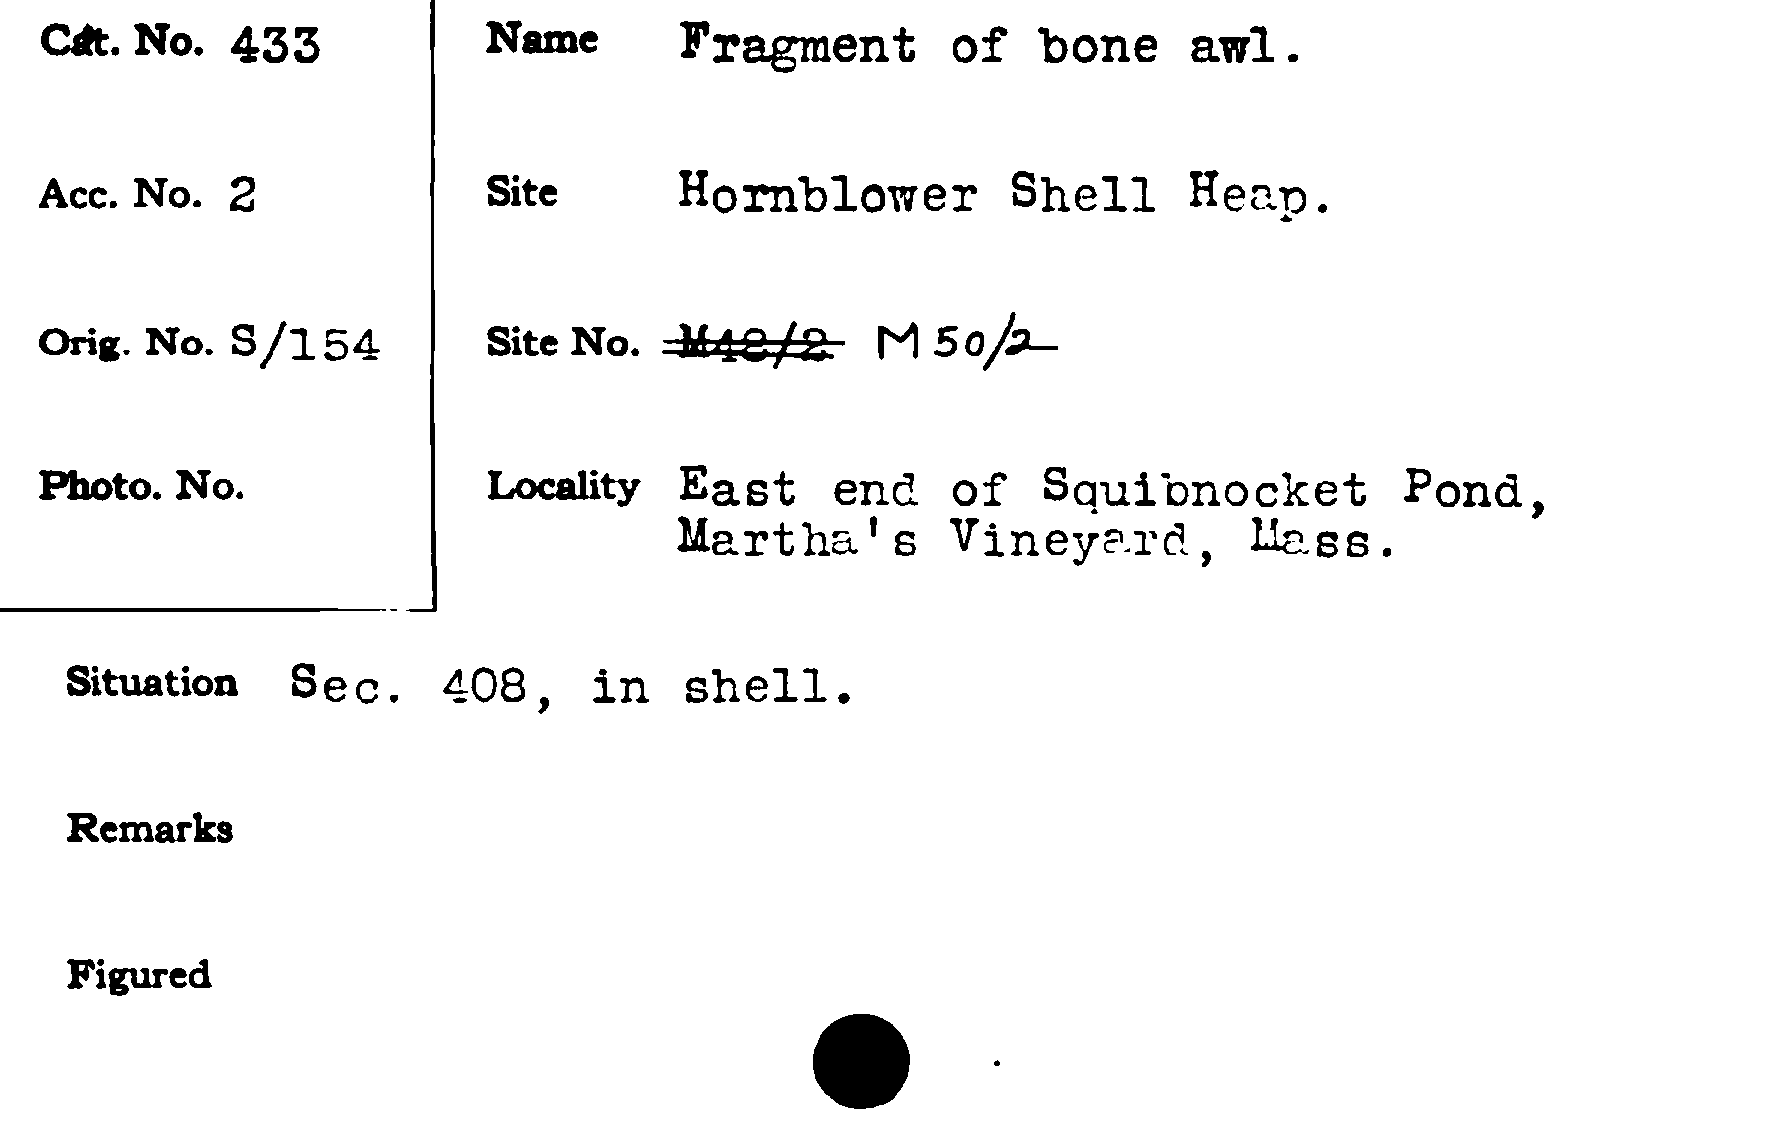 Cat. No. 433
Name Fragment of bone awl.
Acc. No. 2
Site Hornblower Shell Heap.
Orig. No. S/154
Site No. M48/2 M50/2
Photo. No.
Locality East end of Squibnocket Pond,
Martha's Vineyard, Mass.
Situation Sec. 408, in shell.
Remarks
Figured